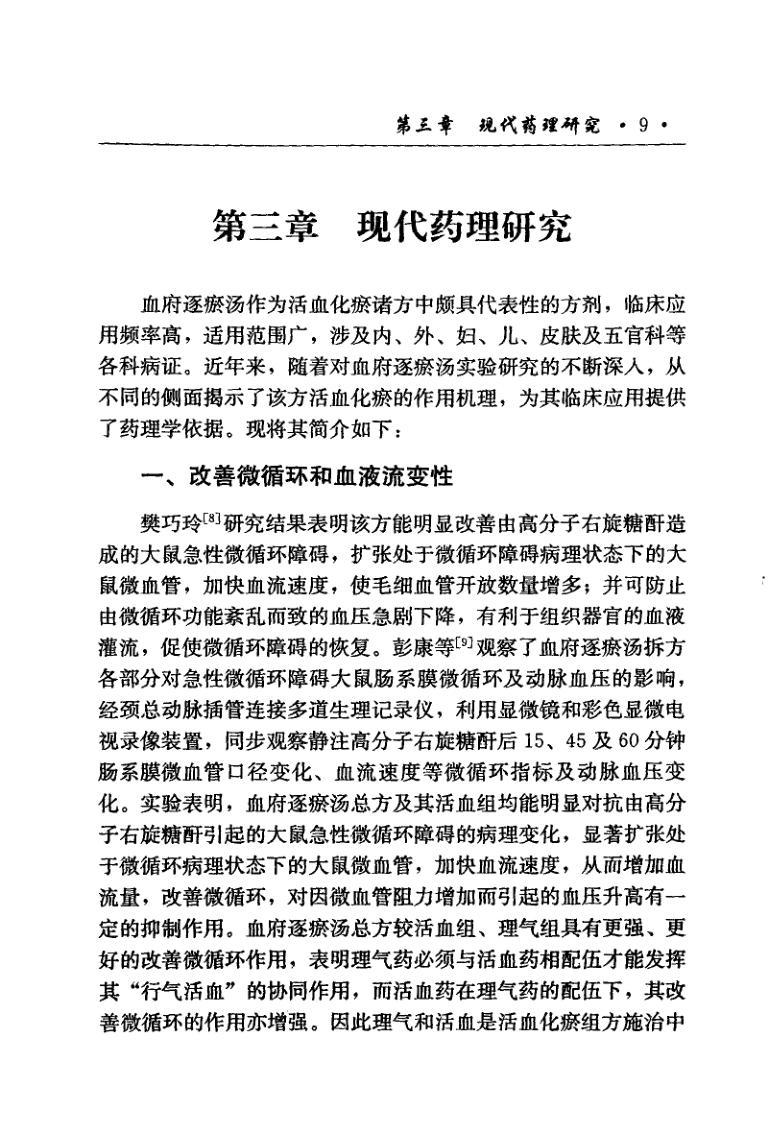 第三章 现代药理研究 · 9 ·
第三章 现代药理研究
血府逐瘀汤作为活血化瘀诸方中颇具代表性的方剂，临床应
用频率高，适用范围广，涉及内、外、妇、儿、皮肤及五官科等
各科病证。近年来，随着对血府逐瘀汤实验研究的不断深入，从
不同的侧面揭示了该方活血化瘀的作用机理，为其临床应用提供
了药理学依据。现将其简介如下：
一、改善微循环和血液流变性
樊巧玲[8]研究结果表明该方能明显改善由高分子右旋糖酐造
成的大鼠急性微循环障碍，扩张处于微循环障碍病理状态下的大
鼠微血管，加快血流速度，使毛细血管开放数量增多；并可防止
由微循环功能紊乱而致的血压急剧下降，有利于组织器官的血液
灌流，促使微循环障碍的恢复。彭康等[9]观察了血府逐瘀汤拆方
各部分对急性微循环障碍大鼠肠系膜微循环及动脉血压的影响，
经颈总动脉插管连接多道生理记录仪，利用显微镜和彩色显微电
视录像装置，同步观察静注高分子右旋糖酐后 15、45 及 60 分钟
肠系膜微血管口径变化、血流速度等微循环指标及动脉血压变
化。实验表明，血府逐瘀汤总方及其活血组均能明显对抗由高分
子右旋糖酐引起的大鼠急性微循环障碍的病理变化，显著扩张处
于微循环病理状态下的大鼠微血管，加快血流速度，从而增加血
流量，改善微循环，对因微血管阻力增加而引起的血压升高有一
定的抑制作用。血府逐瘀汤总方较活血组、理气组具有更强、更
好的改善微循环作用，表明理气药必须与活血药相配伍才能发挥
其“行气活血”的协同作用，而活血药在理气药的配伍下，其改
善微循环的作用亦增强。因此理气和活血是活血化瘀组方施治中